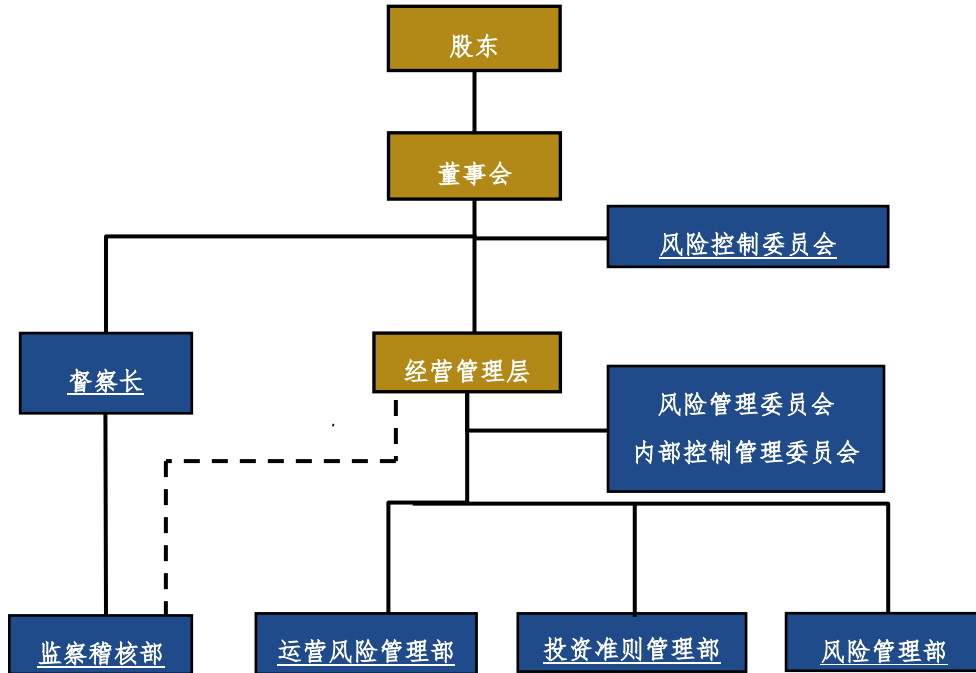 股东
董事会
风险控制委员会
督察长
经营管理层
风险管理委员会
内部控制管理委员会
监察稽核部
运营风险管理部
投资准则管理部
风险管理部